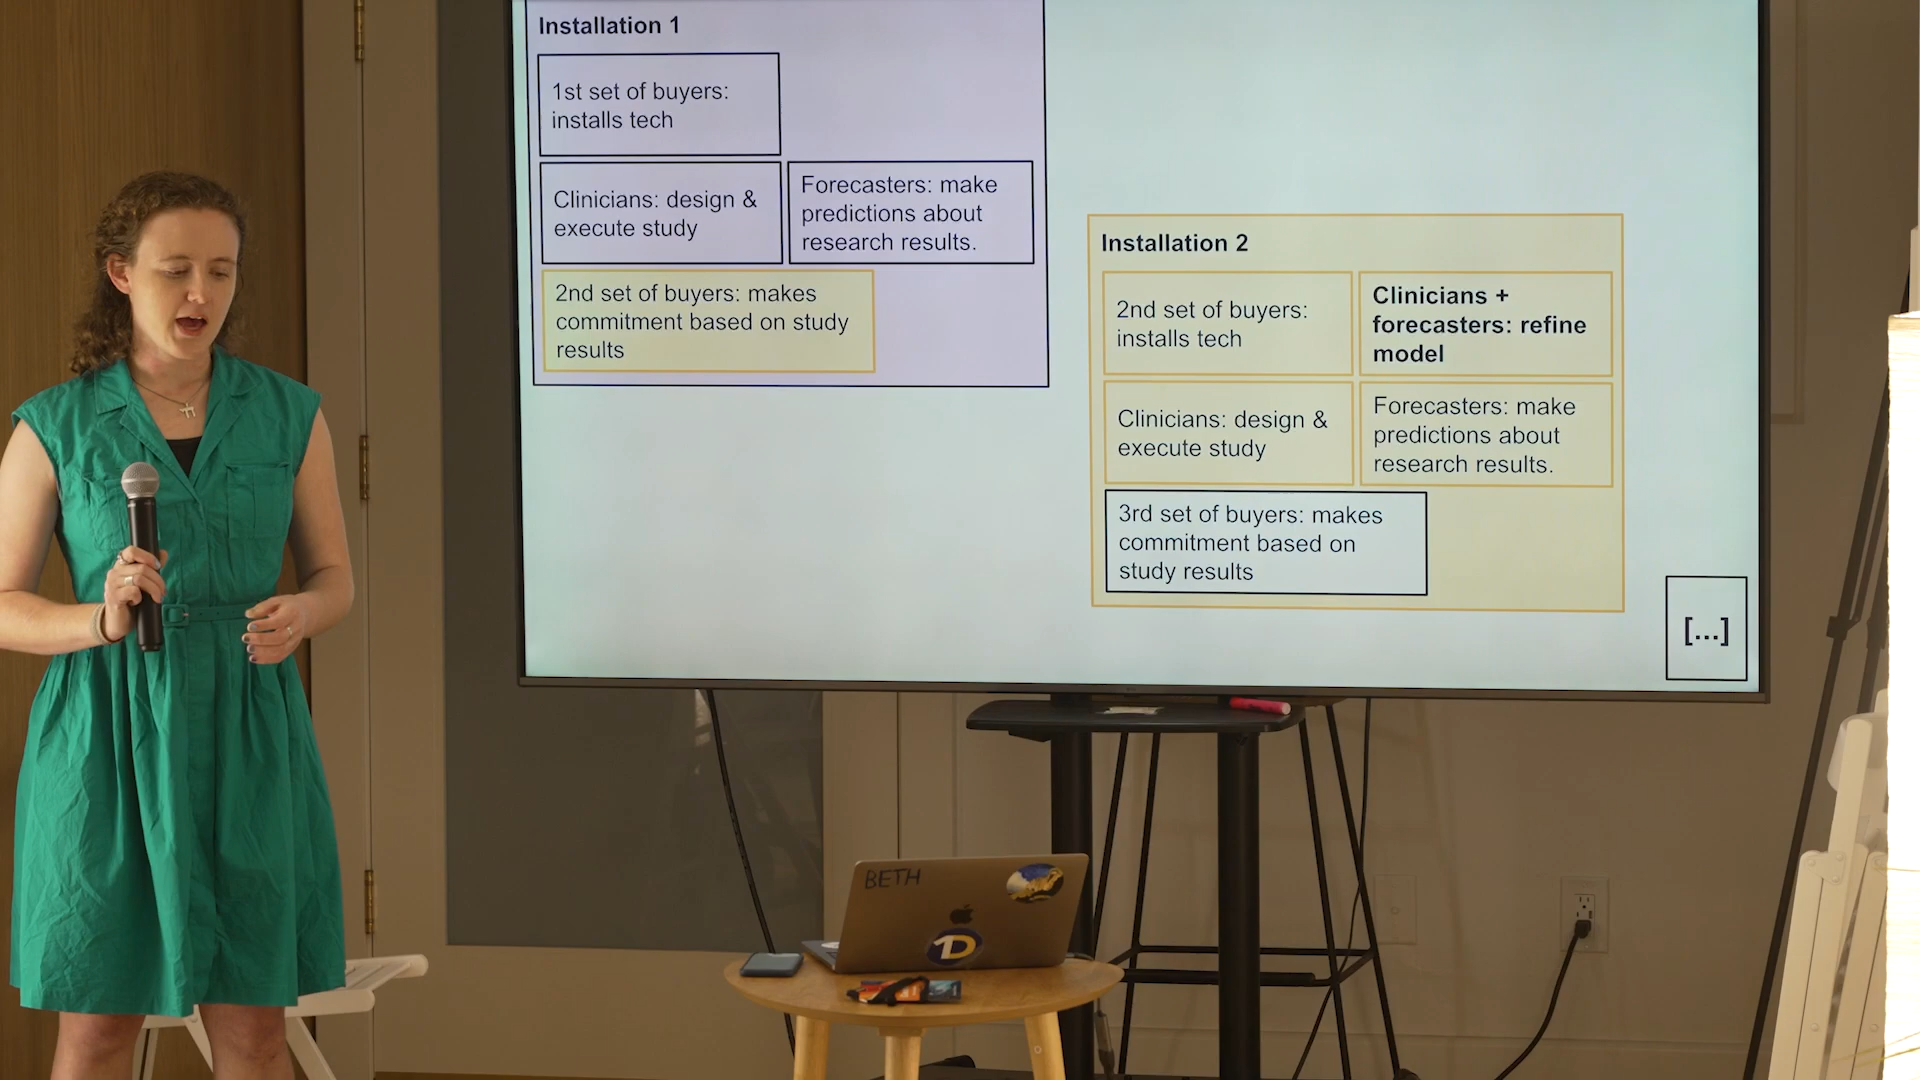 Installation 1
1st set of buyers:
installs tech
Clinicians: design &
execute study
Forecasters: make
predictions about
research results.
2nd set of buyers: makes
commitment based on study
results
Installation 2
2nd set of buyers:
installs tech
Clinicians +
forecasters: refine
model
Clinicians: design &
execute study
Forecasters: make
predictions about
research results.
3rd set of buyers: makes
commitment based on
study results
[...]
BETH
1D